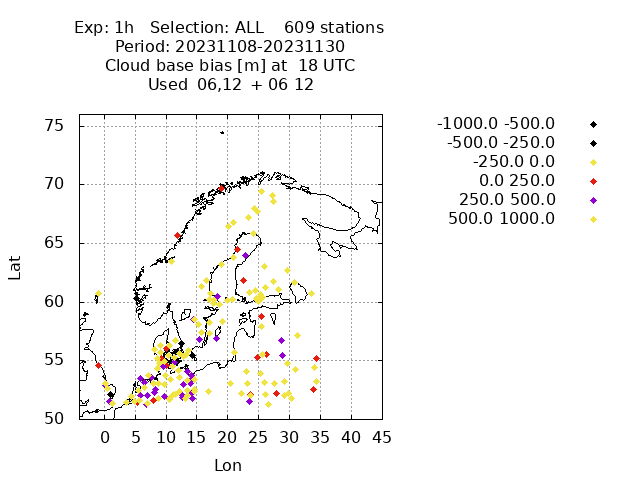 Exp: 1h   Selection: ALL    609 stations
Period: 20231108-20231130
Cloud base bias [m] at  18 UTC
Used  06,12  + 06 12
-1000.0 -500.0
-500.0 -250.0
-250.0 0.0
0.0 250.0
250.0 500.0
500.0 1000.0
75
70
65
60
55
50
Lat
0 5 10 15 20 25 30 35 40 45
Lon